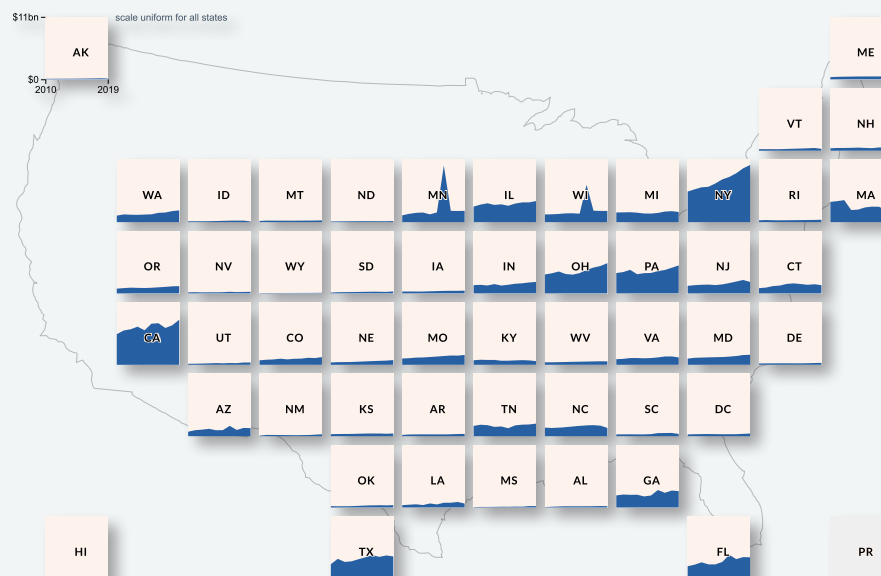 $11bn
scale uniform for all states
AK
ME
$0
2010
2019
VT
NH
WA
ID
MT
ND
MN
IL
WI
MI
NY
RI
MA
OR
NV
WY
SD
IA
IN
OH
PA
NJ
CT
CA
UT
CO
NE
MO
KY
WV
VA
MD
DE
AZ
NM
KS
AR
TN
NC
SC
DC
OK
LA
MS
AL
GA
HI
TX
FL
PR